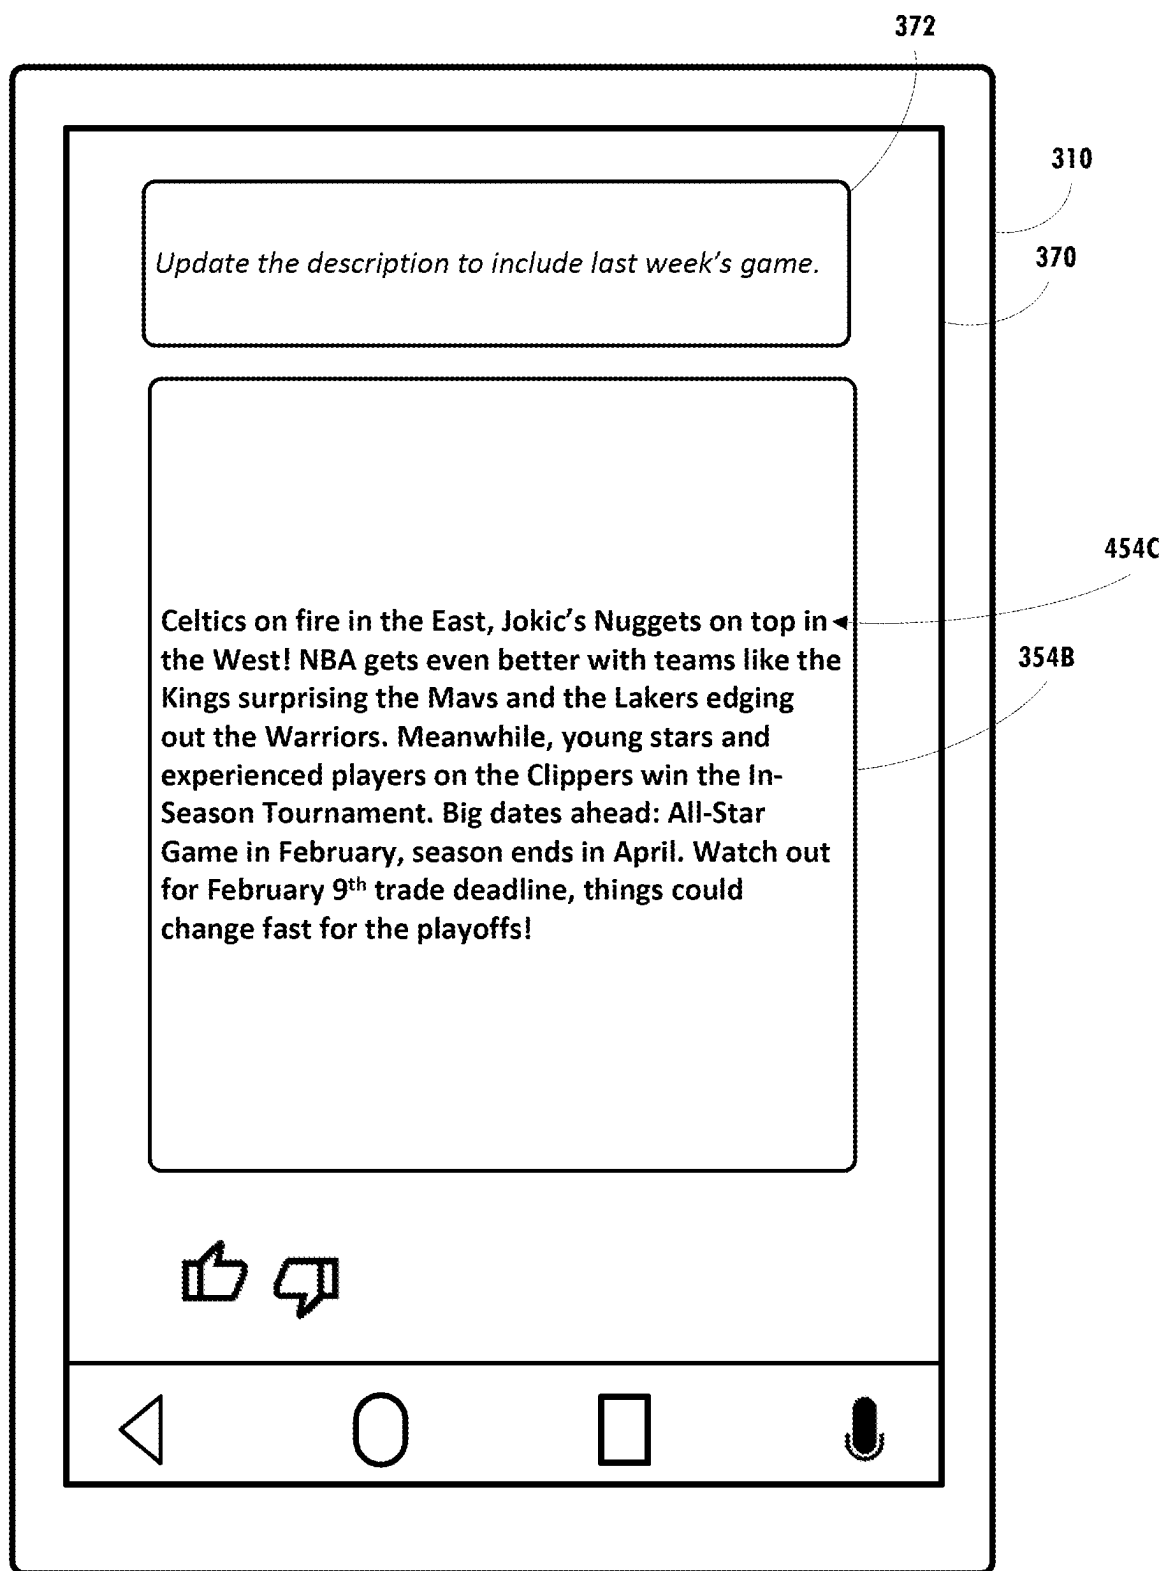 372
310
370
Update the description to include last week’s game.
454C
Celtics on fire in the East, Jokic’s Nuggets on top in
the West! NBA gets even better with teams like the
354B
Kings surprising the Mavs and the Lakers edging
out the Warriors. Meanwhile, young stars and
experienced players on the Clippers win the In-
Season Tournament. Big dates ahead: All-Star
Game in February, season ends in April. Watch out
for February 9th trade deadline, things could
change fast for the playoffs!